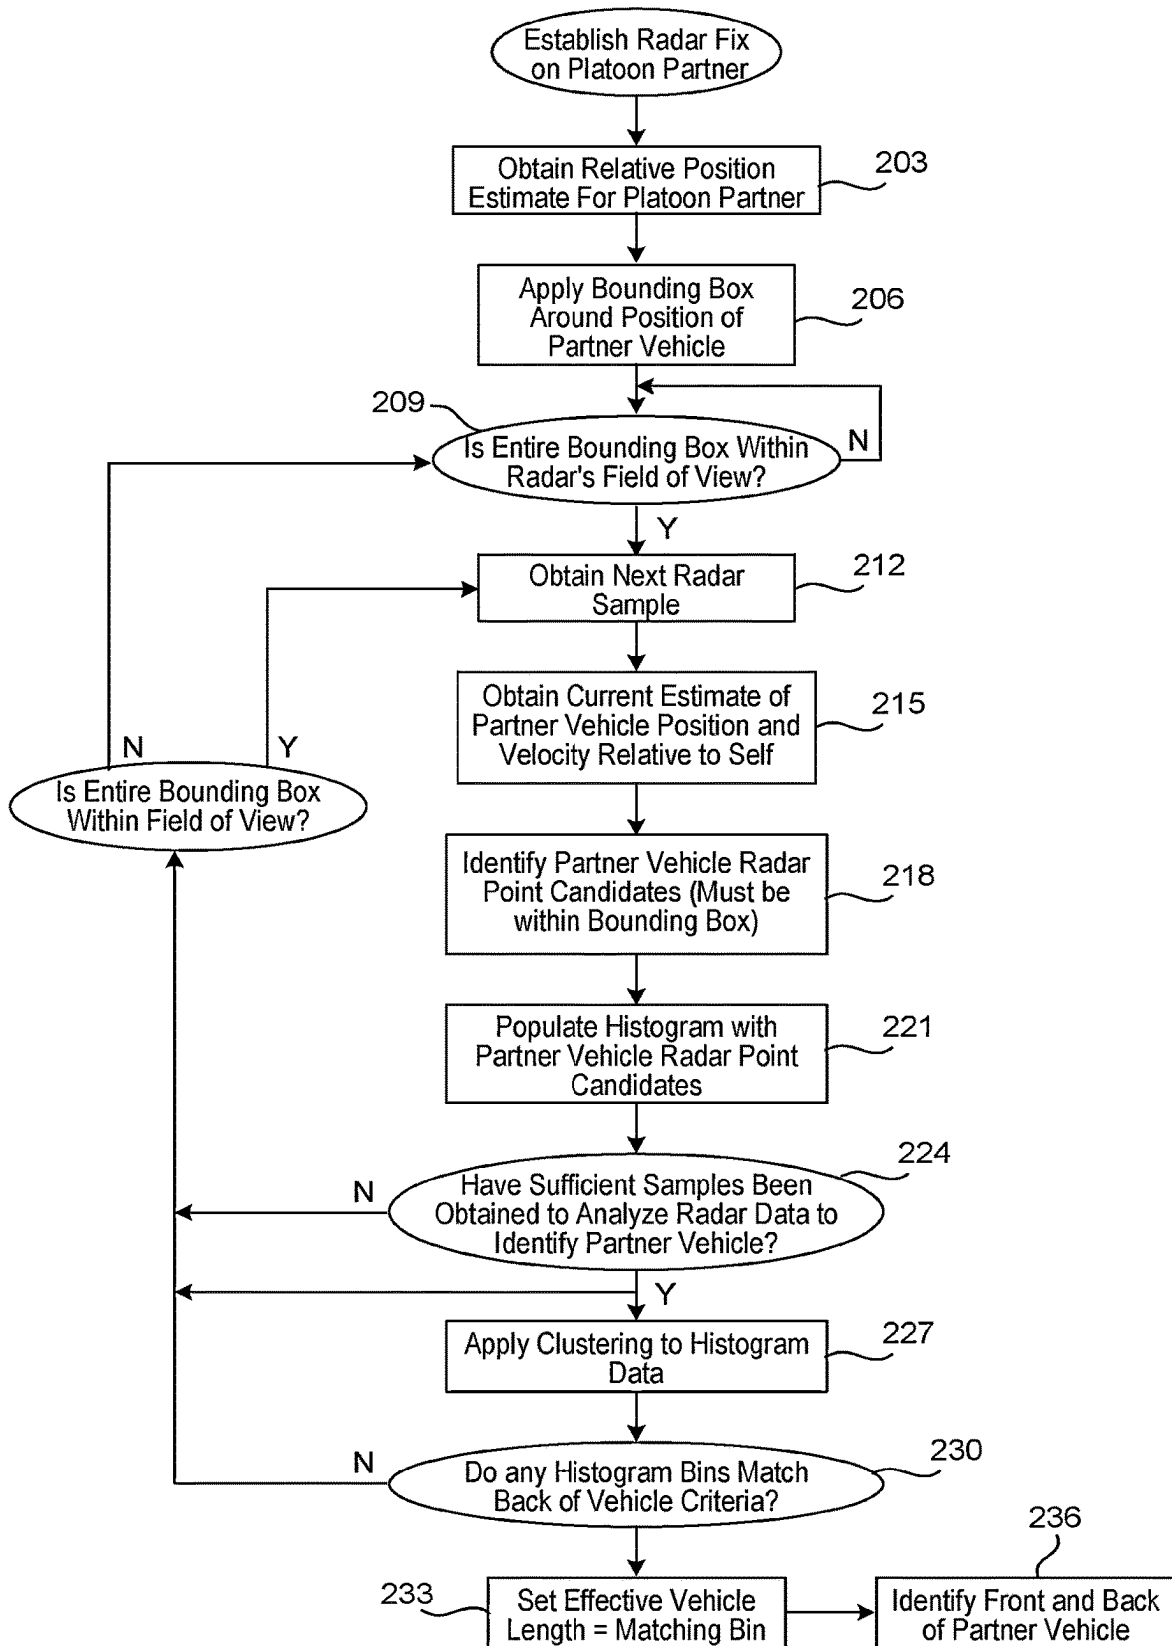 Establish Radar Fix
on Platoon Partner
Obtain Relative Position
Estimate For Platoon Partner
203
Apply Bounding Box
Around Position of
Partner Vehicle
206
209
Is Entire Bounding Box Within
Radar's Field of View?
N
Y
Obtain Next Radar
Sample
212
Obtain Current Estimate of
Partner Vehicle Position and
Velocity Relative to Self
215
N
Y
Is Entire Bounding Box
Within Field of View?
Identify Partner Vehicle Radar
Point Candidates (Must be
within Bounding Box)
218
Populate Histogram with
Partner Vehicle Radar Point
Candidates
221
224
N
Have Sufficient Samples Been
Obtained to Analyze Radar Data to
Identify Partner Vehicle?
Y
Apply Clustering to Histogram
Data
227
230
N
Do any Histogram Bins Match
Back of Vehicle Criteria?
233
Set Effective Vehicle
Length = Matching Bin
236
Identify Front and Back
of Partner Vehicle